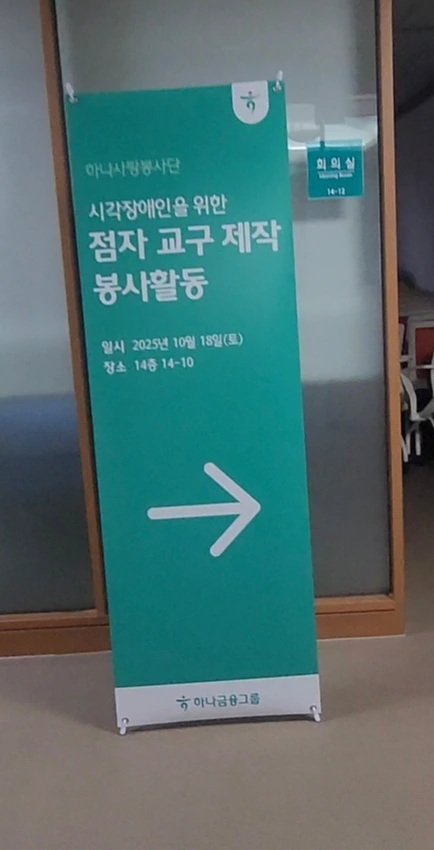 하나사랑봉사단
시각장애인을 위한
점자 교구 제작
봉사활동
일시 2025년 10월 18일(토)
장소 14층 14-10
하나금융그룹
회의실
Meeting Room
14-12